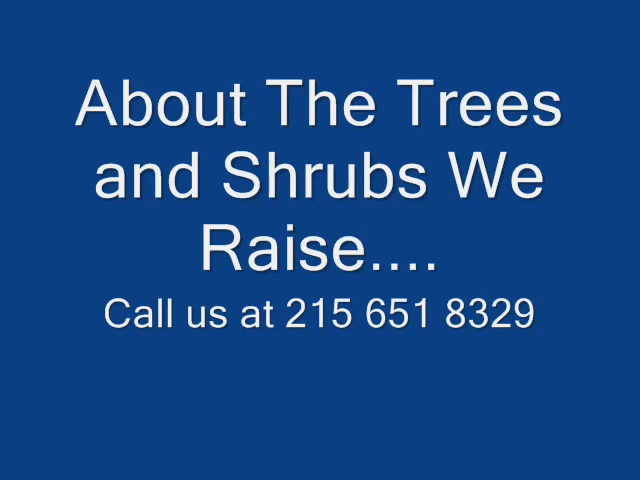 About The Trees
and Shrubs We
Raise....
Call us at 215 651 8329